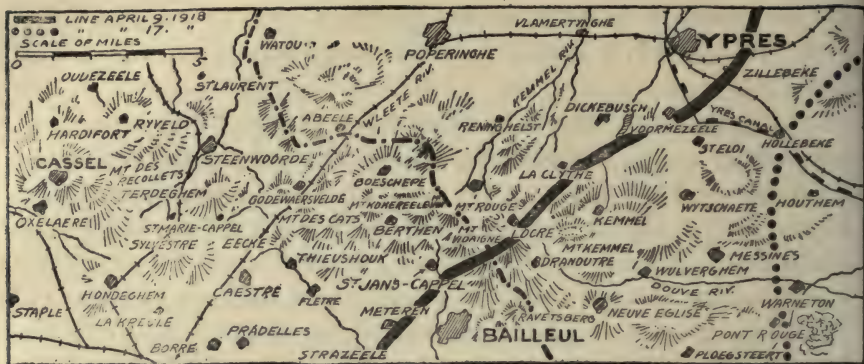 LINE APRIL 9. 1918
" " 17. "
SCALE OF MILES
0 5
WATOU
POPERINGHE
VLAMERTYNGHE
YPRES
OUDEZEELE
ST LAURENT
KEMMEL RIV.
ZILLEBEKE
HARDIFORT
RYVELD
ABEELE
VLEETE RIV.
RENINGHELST
DICKEBUSCH
VOORMEZEELE
YPRES CANAL
HOLLEBEKE
STEENWOORDE
ST ELOI
CASSEL
MT DES
RECOLLETS
TERDEGHEM
BOESCHEPE
LA CLYTHE
GODEWAERSVELDE
MT KOKEREELE
MT ROUGE
WYTSCHAETE
HOUTHEM
OXELAERE
ST MARIE-CAPPEL
MT DES CATS
KEMMEL
SYLVESTRE
EECKE
BERTHEN
MT VIDAIGNE
LOCRE
MT KEMMEL
THIEUSHOUK
DRANOUTRE
MESSINES
WULVERGHEM
ST JANS-CAPPEL
DOUVE RIV.
HONDEGHEM
CAESTRE
FLETRE
WARNETON
STAPLE
RAVETSBERG
NEUVE EGLISE
LA KREULE
METEREN
PONT ROUGE
BORRE
PRADELLES
BAILLEUL
STRAZEELE
PLOEGSTEERT